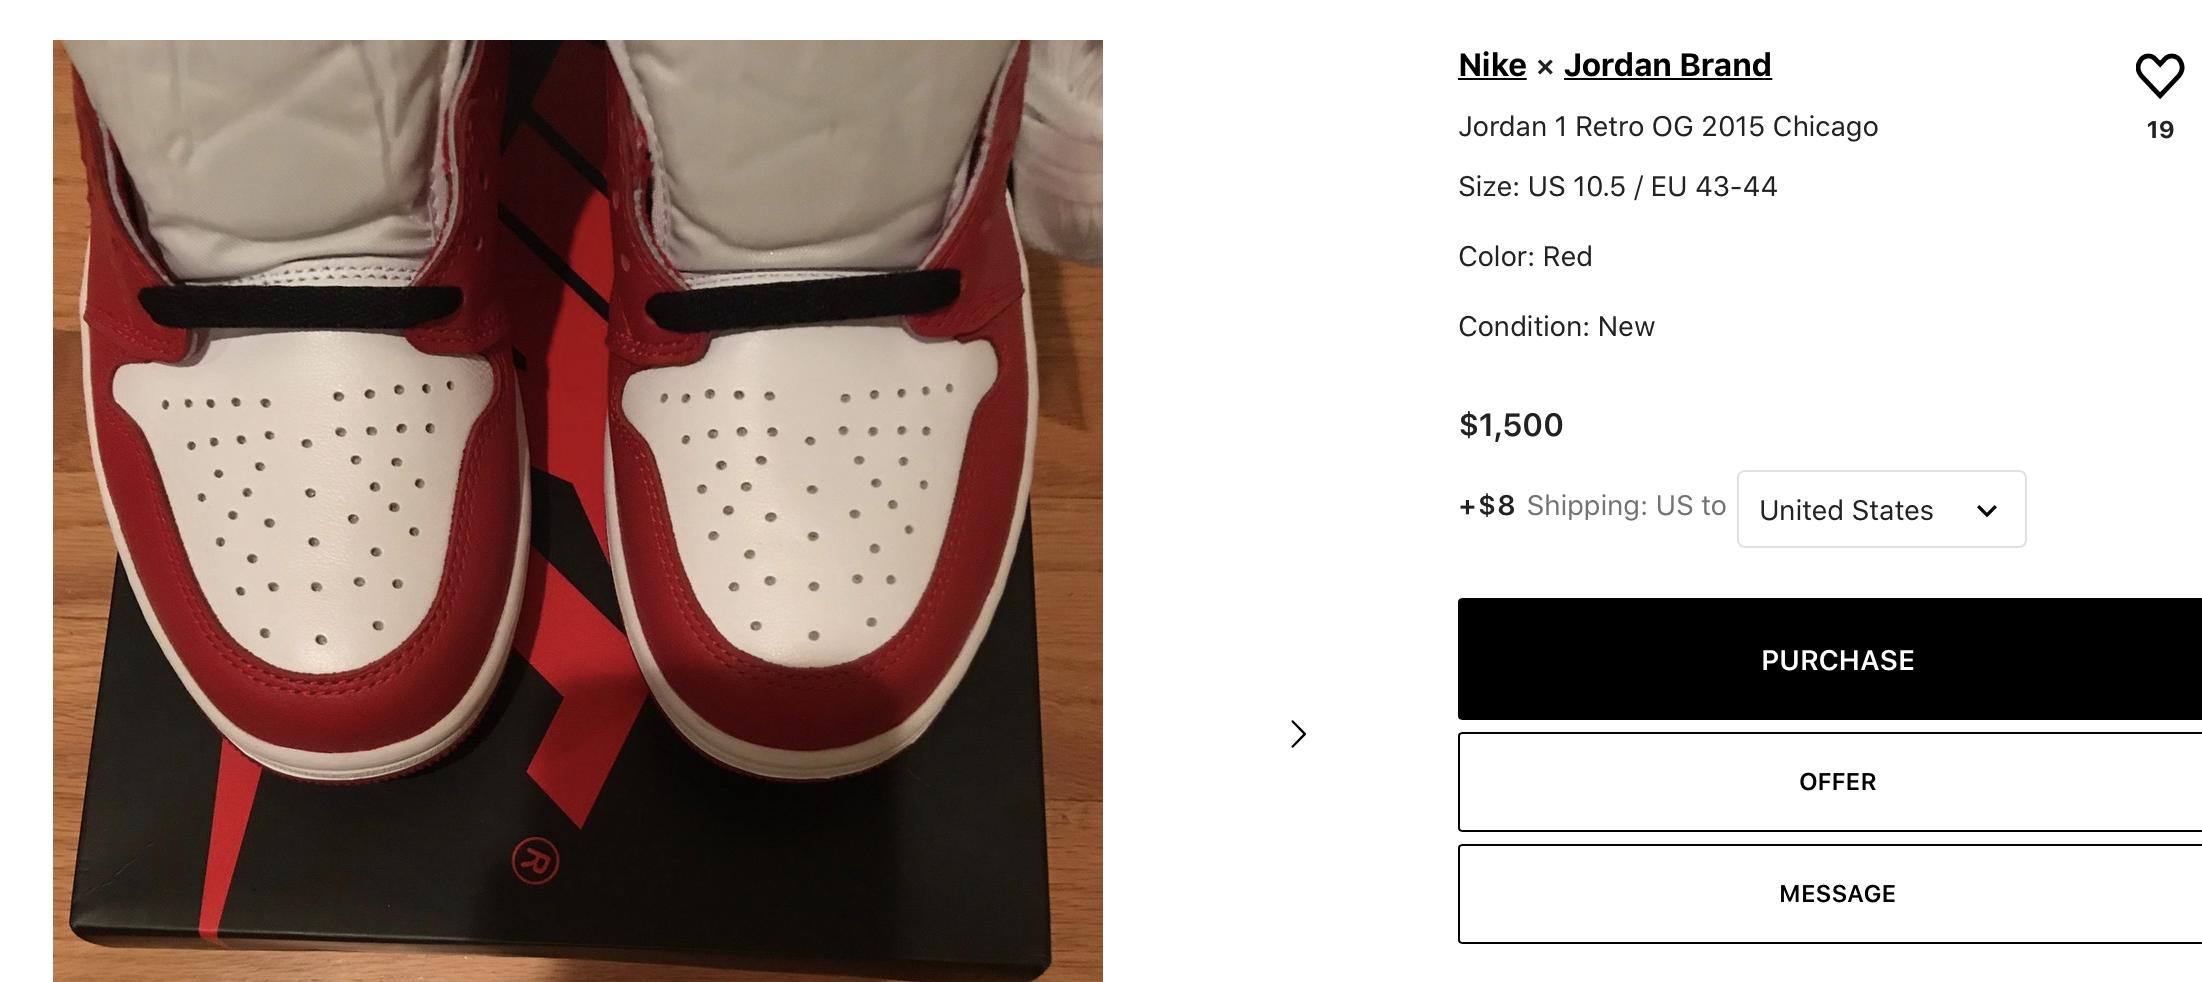 Nike × Jordan Brand
19
Jordan 1 Retro OG 2015 Chicago
Size: US 10.5 / EU 43-44
Color: Red
Condition: New
$1,500
+$8 Shipping: US to United States
PURCHASE
OFFER
MESSAGE
®